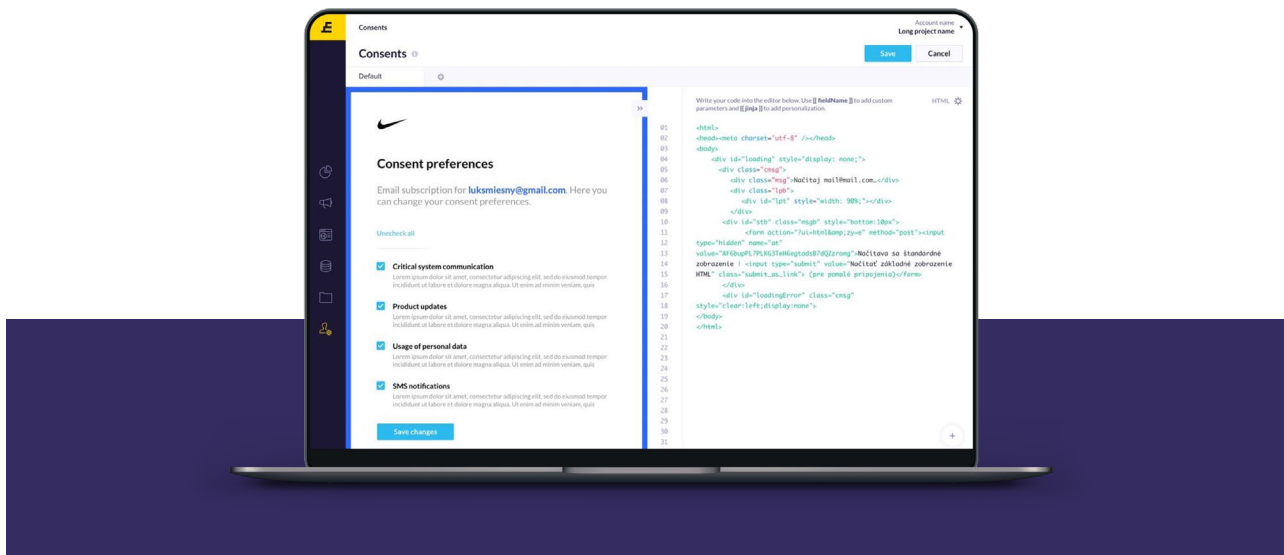 Consents
Account name
Long project name
Consents
Save
Cancel
Default
Consent preferences
Email subscription for luksmiesny@gmail.com. Here you
can change your consent preferences.
Uncheck all
Critical system communication
Lorem ipsum dolor sit amet, consectetur adipiscing elit, sed do eiusmod tempor
incididunt ut labore et dolore magna aliqua. Ut enim ad minim veniam, quis
Product updates
Lorem ipsum dolor sit amet, consectetur adipiscing elit, sed do eiusmod tempor
incididunt ut labore et dolore magna aliqua. Ut enim ad minim veniam, quis
Usage of personal data
Lorem ipsum dolor sit amet, consectetur adipiscing elit, sed do eiusmod tempor
incididunt ut labore et dolore magna aliqua. Ut enim ad minim veniam, quis
SMS notifications
Lorem ipsum dolor sit amet, consectetur adipiscing elit, sed do eiusmod tempor
incididunt ut labore et dolore magna aliqua. Ut enim ad minim veniam, quis
Save changes
Write your code into the editor below. Use [[ fieldName ]] to add custom
parameters and [[ jinja ]] to add personalization.
HTML
01 <html>
02 <head><meta charset="utf-8" /></head>
03 <body>
04 <div id="loading" style="display: none;">
05 <div class="cmsg">
06 <div class="msg">Načítaj mail@mail.com…</div>
07 <div class="lpb">
08 <div id="lpt" style="width: 90%;"></div>
09 </div>
10 <div id="stb" class="msgb" style="bottom:10px">
11 <form action="?ui=html&amp;zy=e" method="post"><input
12 type="hidden" name="at"
13 >Načítava sa štandardné
14 zobrazenie | <input type="submit" value="Načítať základné zobrazenie
15 HTML" class="submit_as_link"> (pre pomalé pripojenia)</form>
16 </div>
17 <div id="loadingError" class="cmsg"
18 style="clear:left;display:none">
19 </body>
20 </html>
21
22
23
24
25
26
27
28
29
30
31